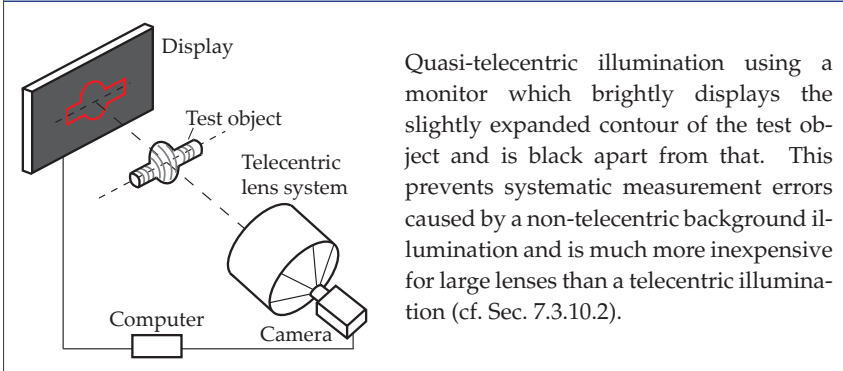 Display
Test object
Telecentric
lens system
Computer
Camera
Quasi-telecentric illumination using a
monitor which brightly displays the
slightly expanded contour of the test ob-
ject and is black apart from that. This
prevents systematic measurement errors
caused by a non-telecentric background il-
lumination and is much more inexpensive
for large lenses than a telecentric illumina-
tion (cf. Sec. 7.3.10.2).